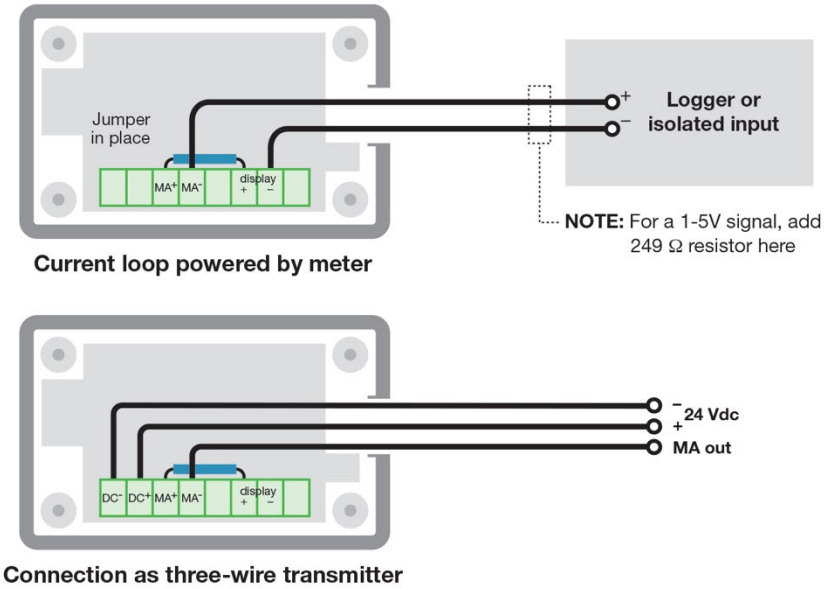 Jumper
in place
MA+ MA- display
+ −
+
−
Logger or
isolated input
NOTE: For a 1-5V signal, add
249 Ω resistor here
Current loop powered by meter
−
+
24 Vdc
MA out
DC- DC+ MA+ MA- display
+ −
Connection as three-wire transmitter